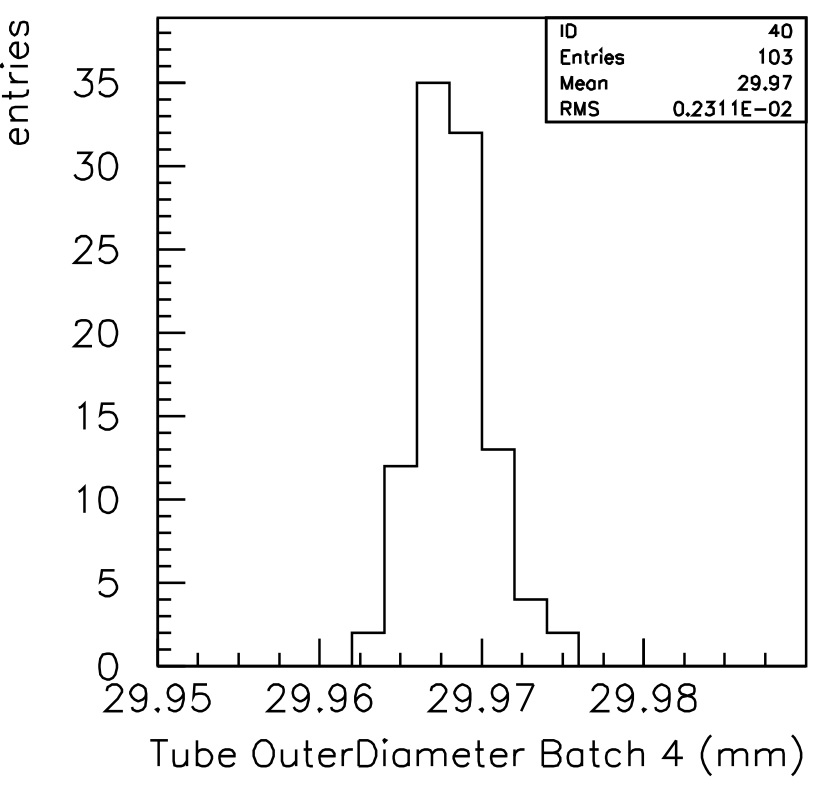 entries
ID 40
Entries 103
Mean 29.97
RMS 0.2311E-02
35
30
25
20
15
10
5
0
29.95 29.96 29.97 29.98
Tube OuterDiameter Batch 4 (mm)